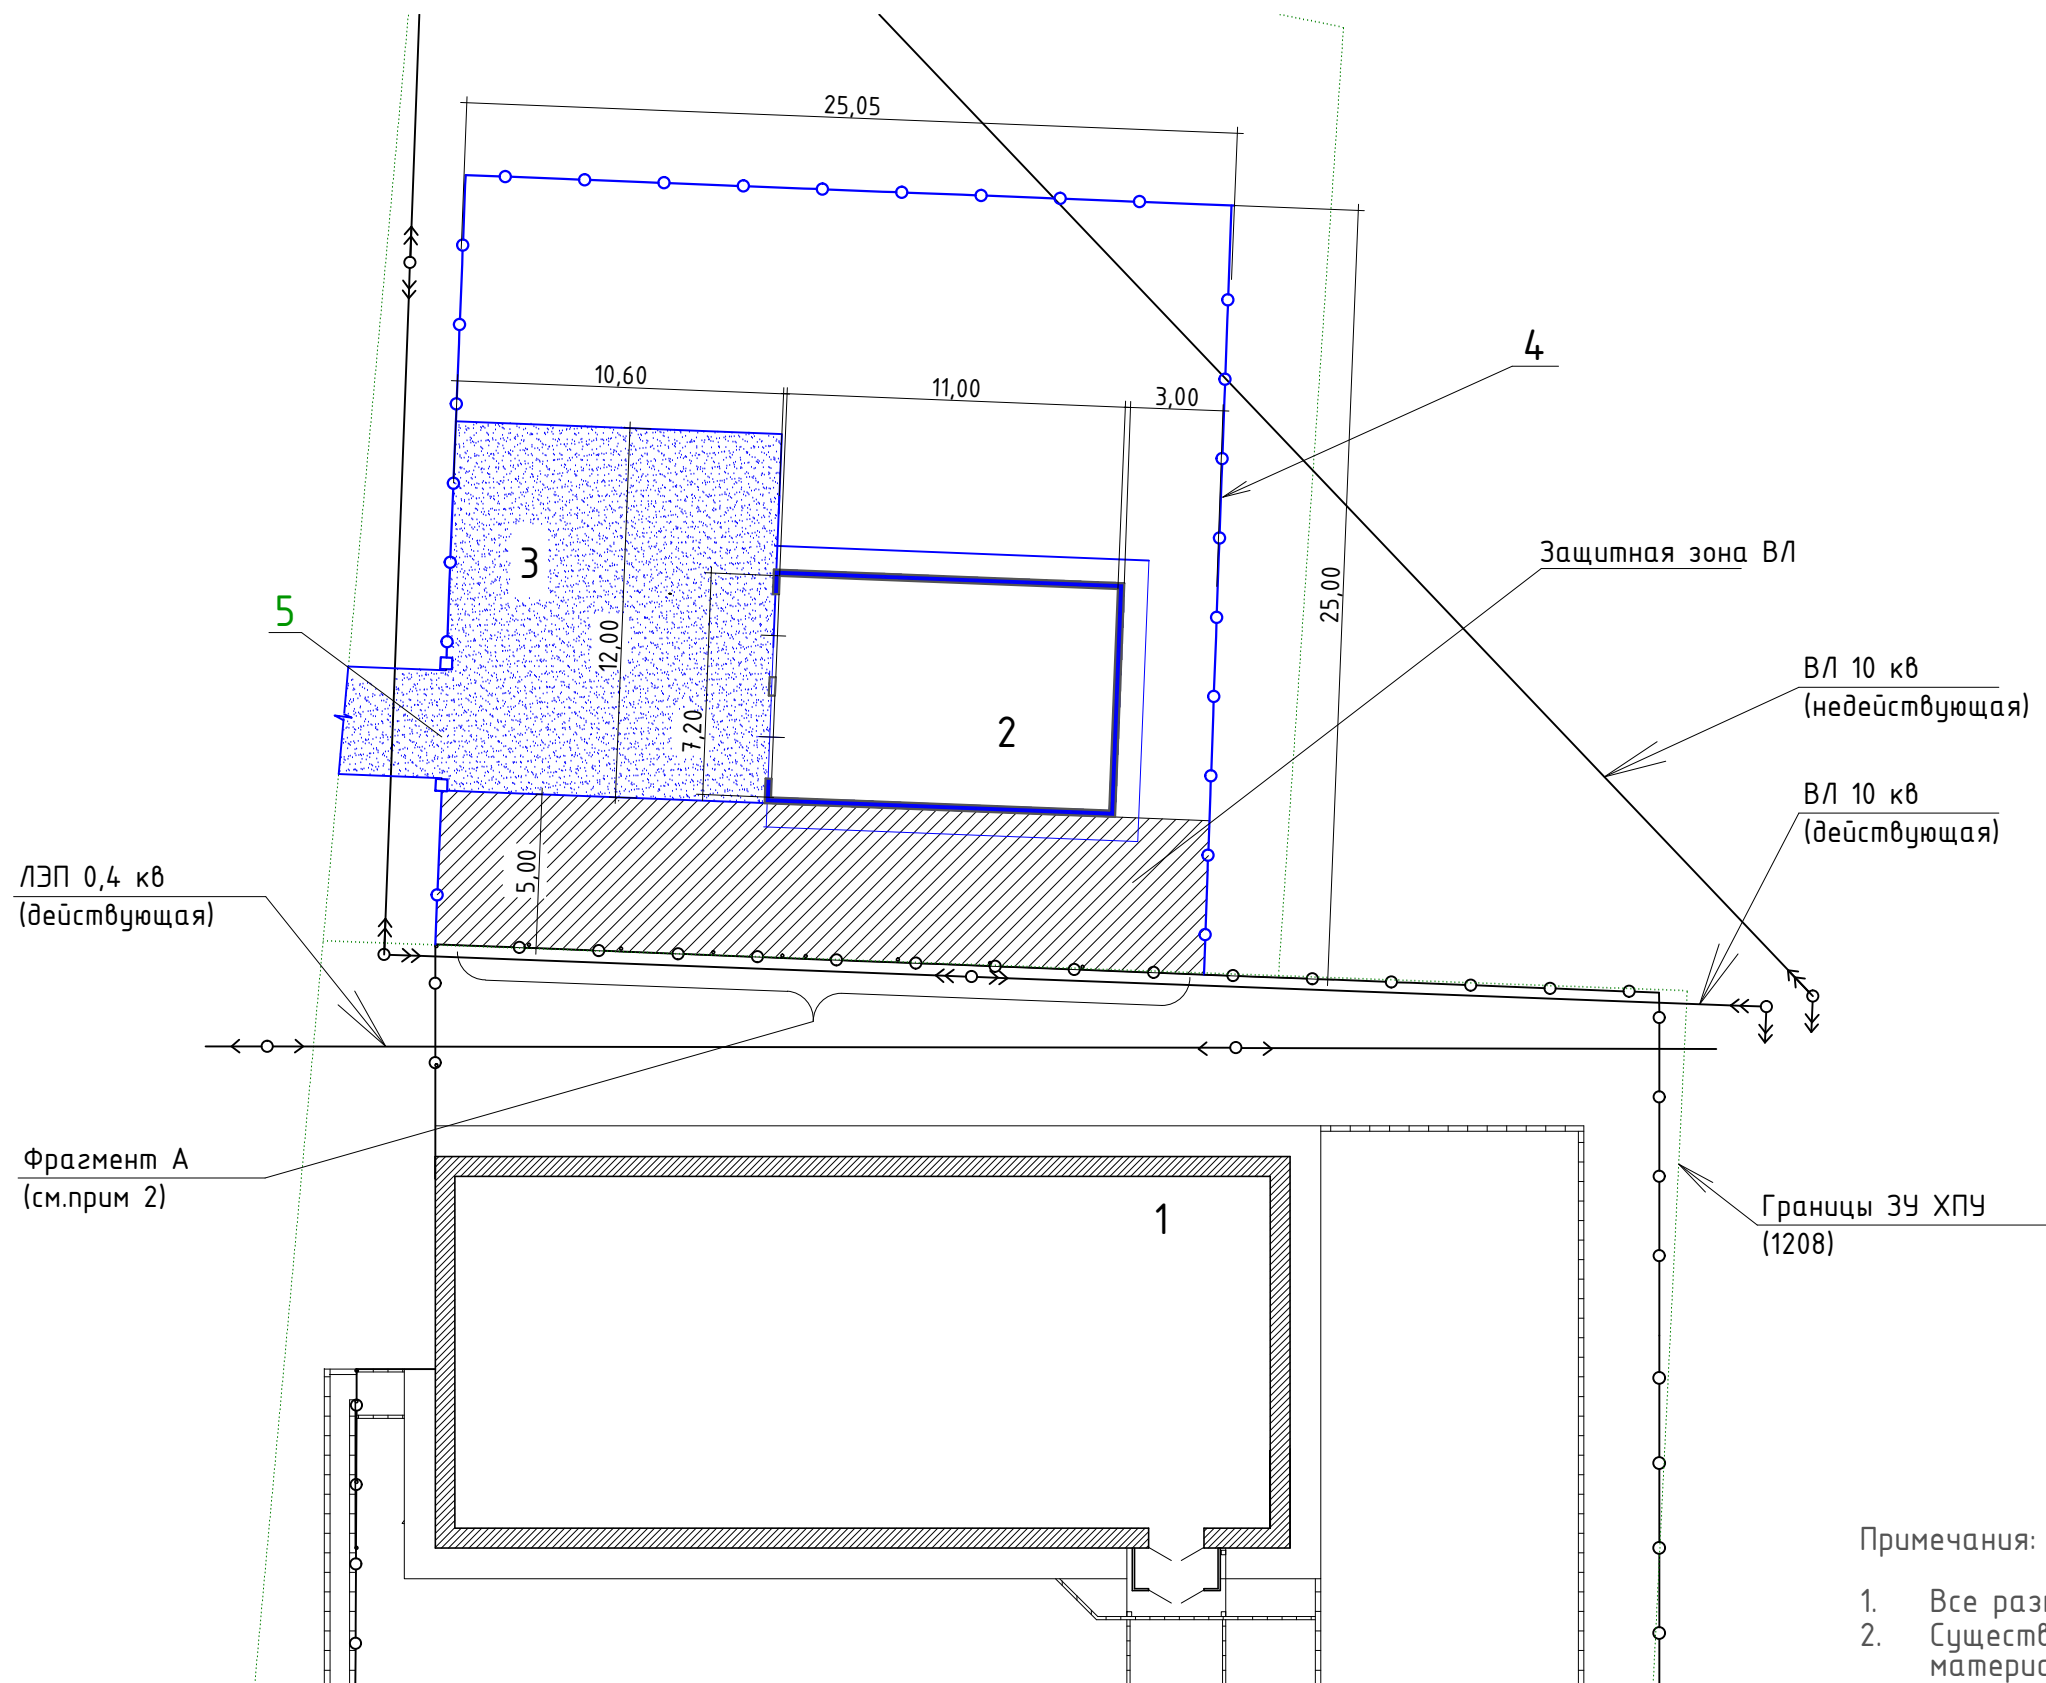 25,05
10,60
11,00
3,00
4
Защитная зона ВЛ
3
5
12,00
25,00
7,20
2
ВЛ 10 кв
(недействующая)
ВЛ 10 кв
(действующая)
ЛЭП 0,4 кв
(действующая)
5,00
Фрагмент А
(см.прим 2)
1
Границы ЗУ ХПУ
(1208)
Примечания:
1. Все
2.